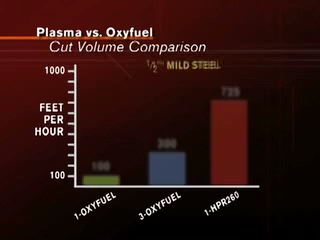 Plasma vs. Oxyfuel
Cut Volume Comparison
1/2" MILD STEEL
1000
FEET
PER
HOUR
100
100
300
725
1-OXYFUEL
3-OXYFUEL
1-HPR260